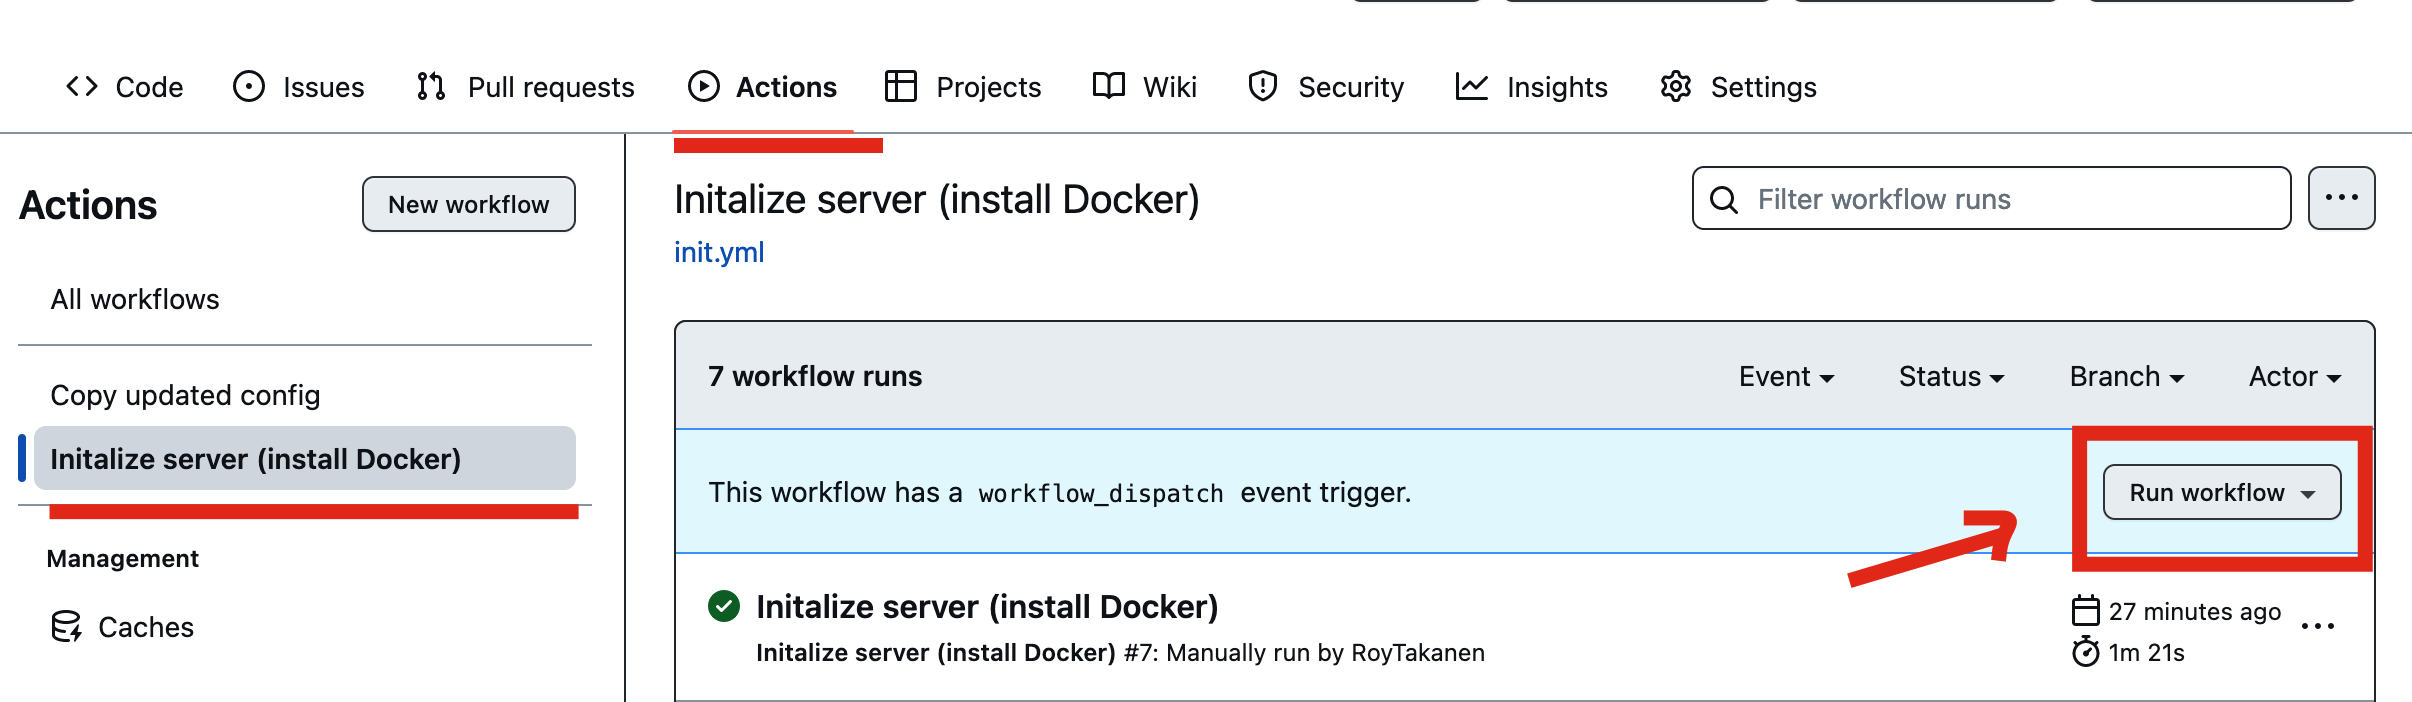 Code Issues Pull requests Actions Projects Wiki Security Insights Settings
Actions
New workflow
All workflows
Copy updated config
Initalize server (install Docker)
Management
Caches
Initalize server (install Docker)
init.yml
Filter workflow runs
7 workflow runs
Event Status Branch Actor
This workflow has a workflow_dispatch event trigger.
Run workflow
Initalize server (install Docker)
Initalize server (install Docker) #7: Manually run by RoyTakanen
27 minutes ago
1m 21s